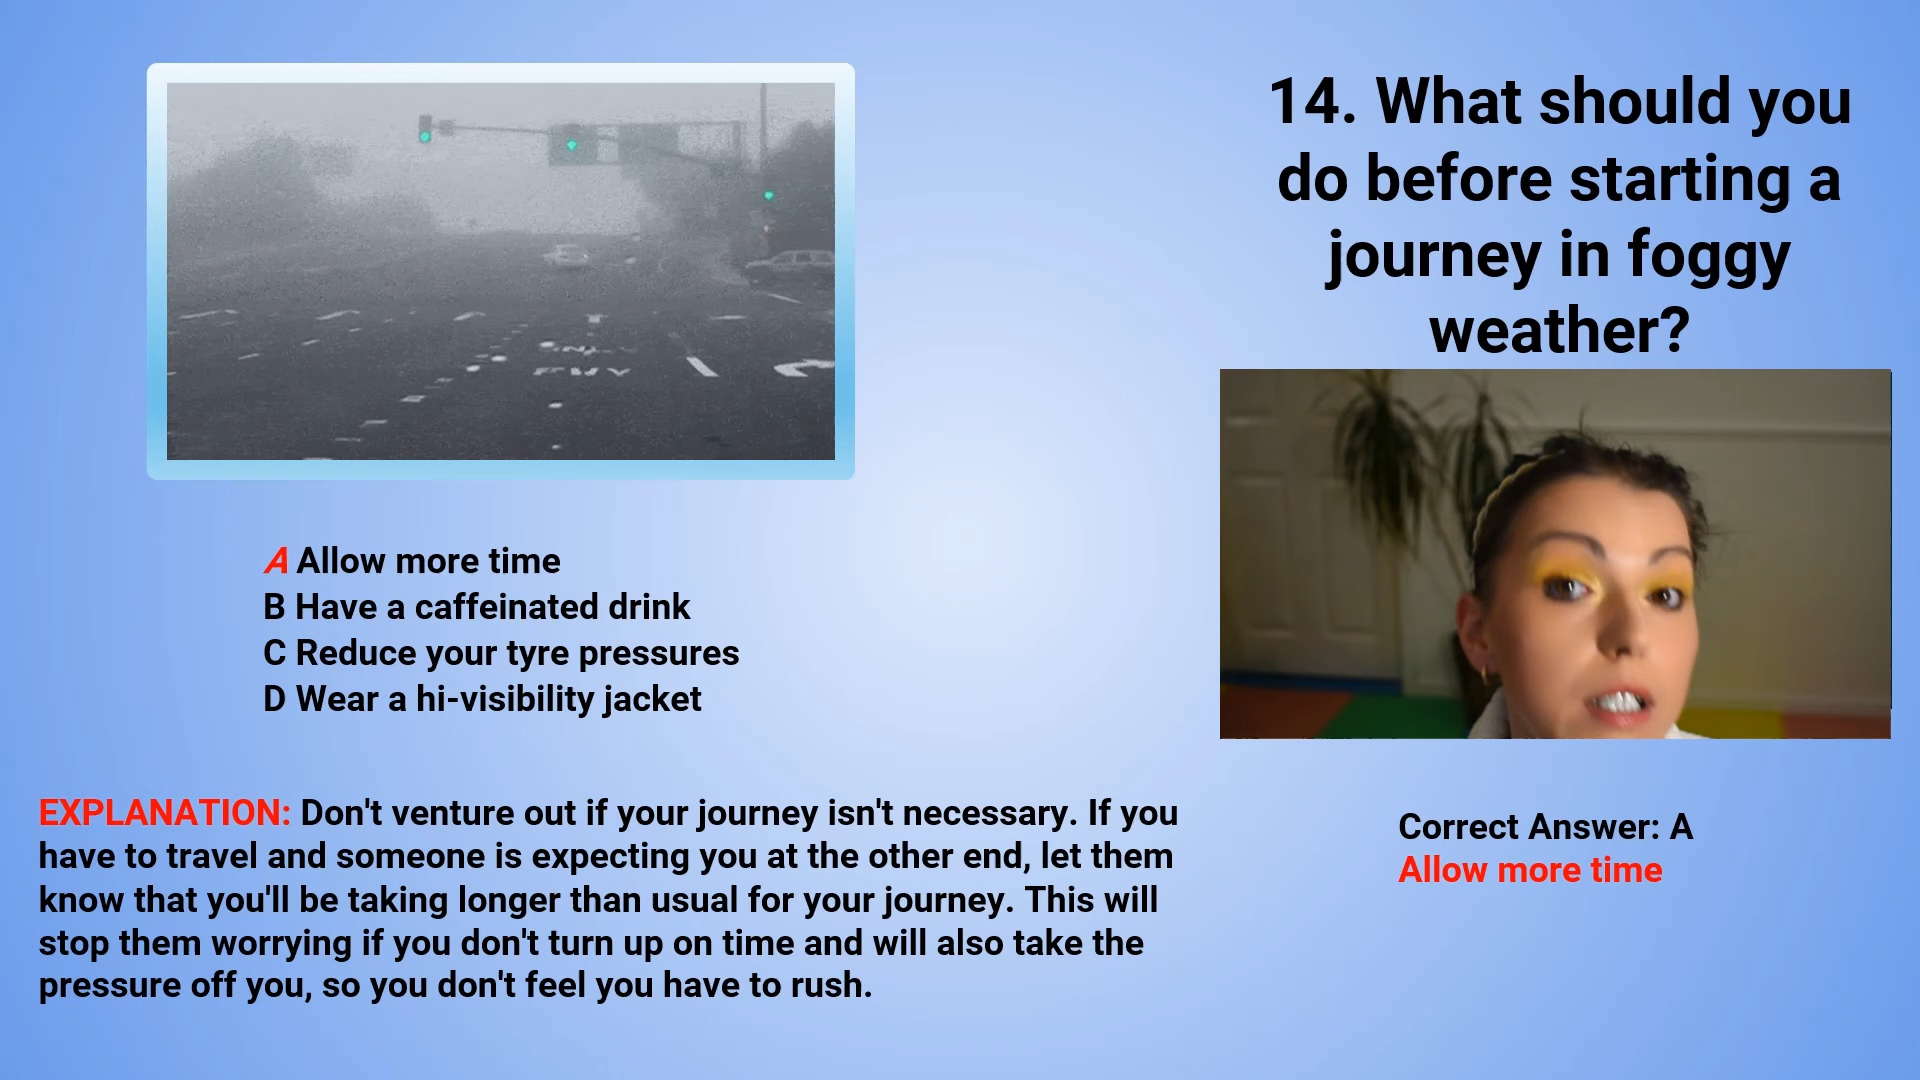 14. What should you
do before starting a
journey in foggy
weather?
A Allow more time
B Have a caffeinated drink
C Reduce your tyre pressures
D Wear a hi-visibility jacket
EXPLANATION: Don't venture out if your journey isn't necessary. If you
have to travel and someone is expecting you at the other end, let them
know that you'll be taking longer than usual for your journey. This will
stop them worrying if you don't turn up on time and will also take the
pressure off you, so you don't feel you have to rush.
Correct Answer: A
Allow more time